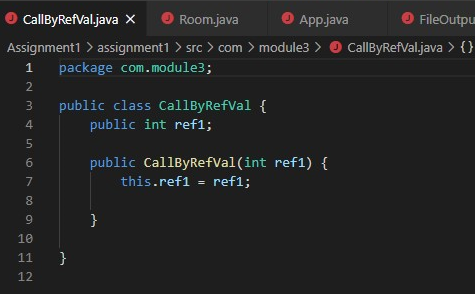 CallByRefVal.java × Room.java App.java FileOutpu
Assignment1 > assignment1 > src > com > module3 > CallByRefVal.java > {}
1 package com.module3;
2
3 public class CallByRefVal {
4     public int ref1;
5
6     public CallByRefVal(int ref1) {
7         this.ref1 = ref1;
8
9     }
10
11 }
12